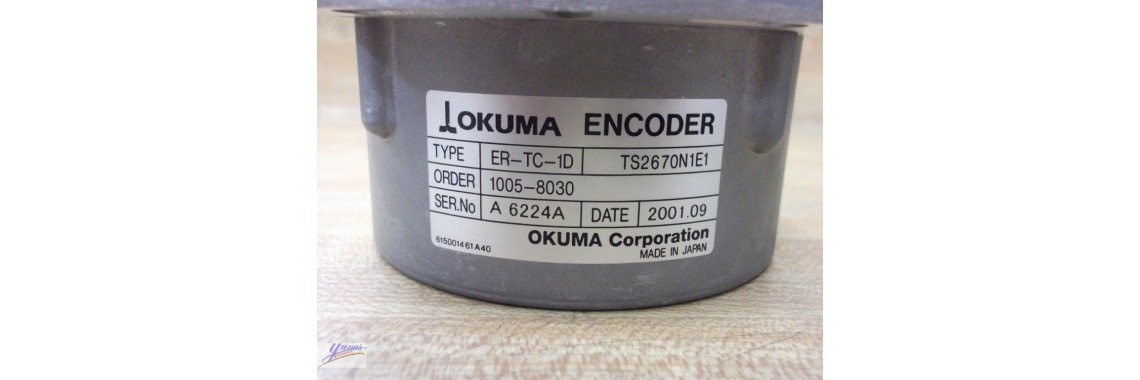 OKUMA ENCODER
TYPE ER-TC-1D TS2670N1E1
ORDER 1005-8030
SER.No A 6224A DATE 2001.09
OKUMA Corporation
615001461A40 MADE IN JAPAN
yuzus